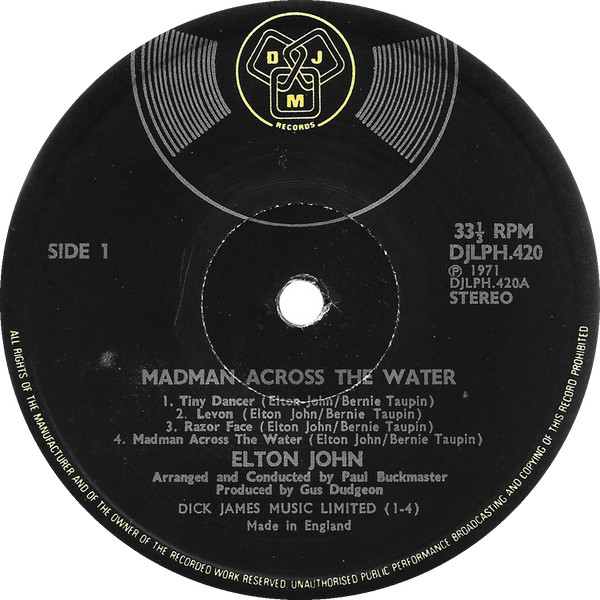 D J
M
RECORDS
SIDE 1
33⅓ RPM
DJLPH.420
℗ 1971
DJLPH.420A
STEREO
MADMAN ACROSS THE WATER
1. Tiny Dancer (Elton John/Bernie Taupin)
2. Levon (Elton John/Bernie Taupin)
3. Razor Face (Elton John/Bernie Taupin)
4. Madman Across The Water (Elton John/Bernie Taupin)
ELTON JOHN
Arranged and Conducted by Paul Buckmaster
Produced by Gus Dudgeon
DICK JAMES MUSIC LIMITED (1-4)
Made in England
ALL RIGHTS OF THE MANUFACTURER AND OF THE OWNER OF THE RECORDED WORK RESERVED. UNAUTHORISED PUBLIC PERFORMANCE BROADCASTING AND COPYING OF THIS RECORD PROHIBITED